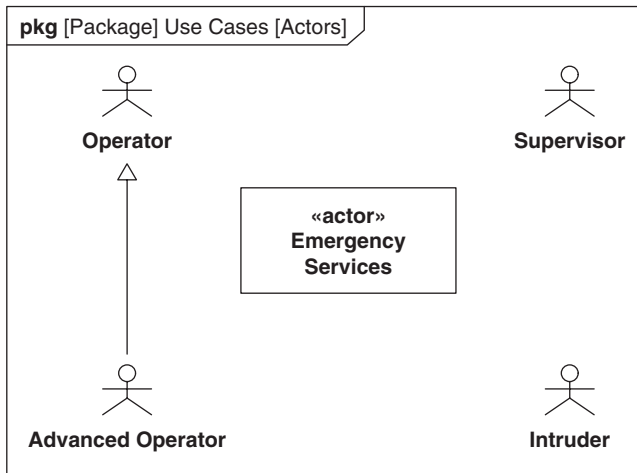 pkg [Package] Use Cases [Actors]
Operator
Supervisor
«actor»
Emergency
Services
Advanced Operator
Intruder